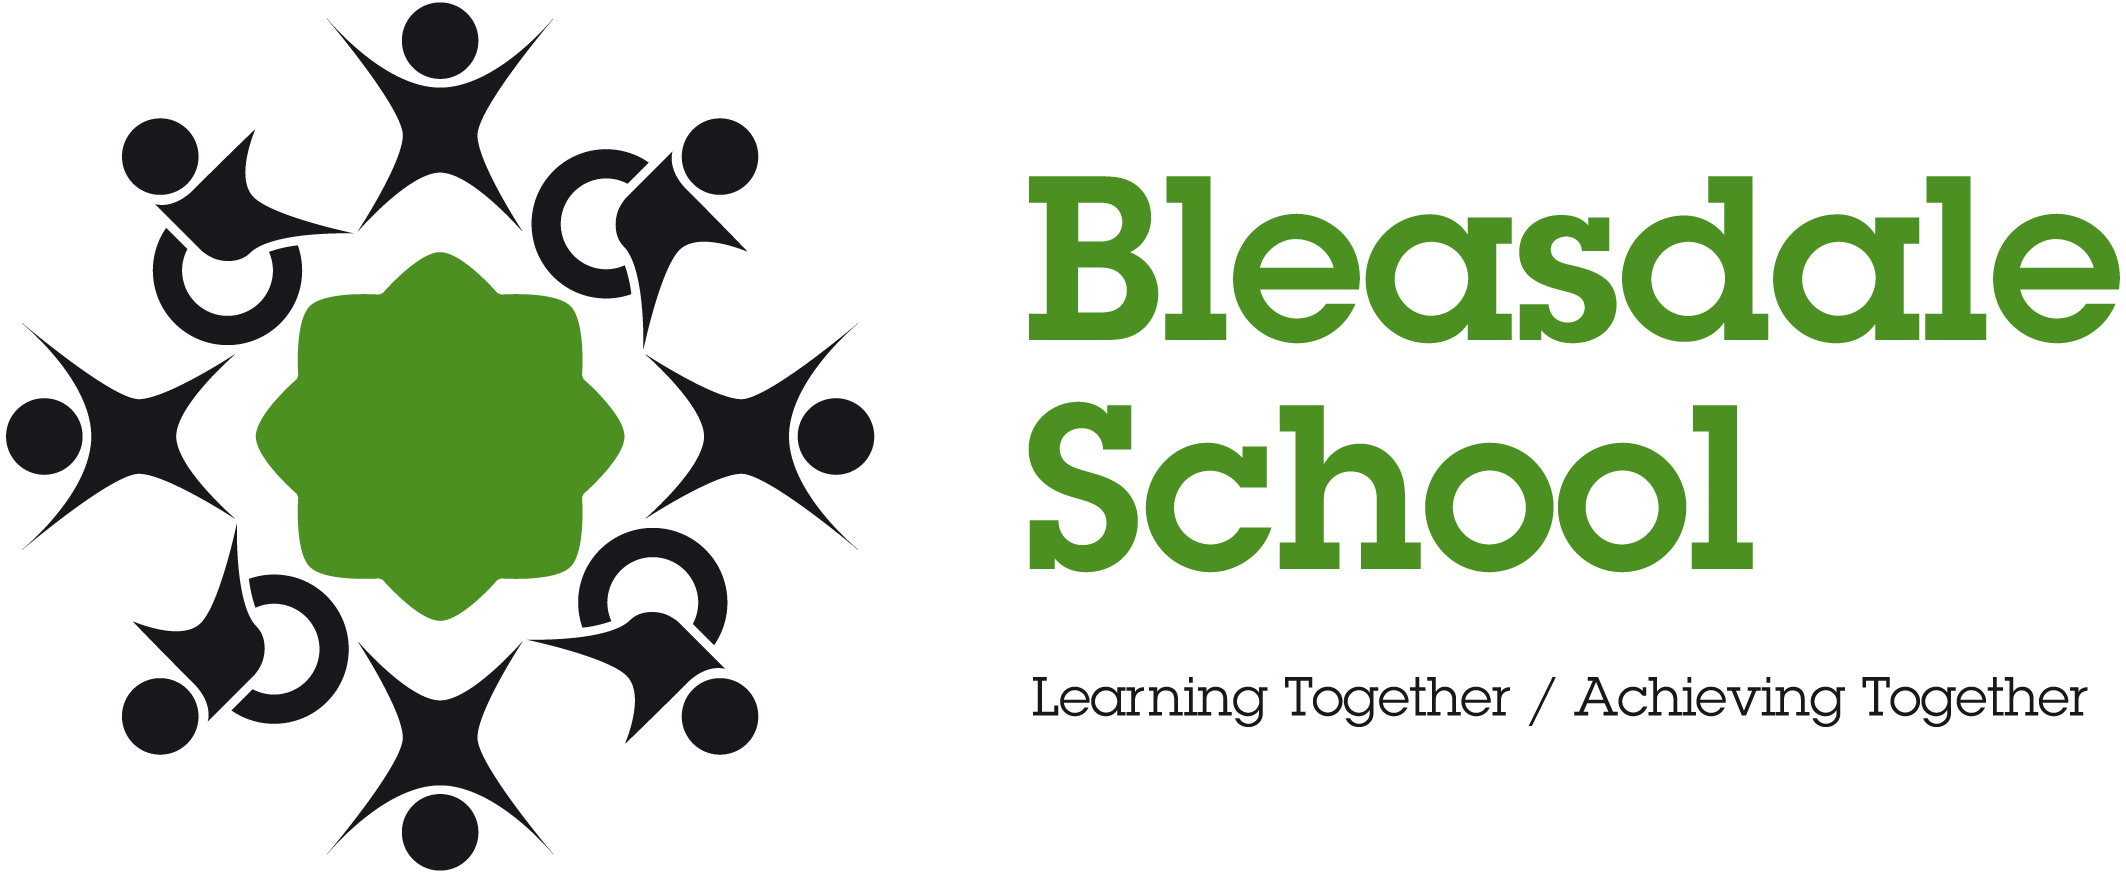 Bleasdale
School
Learning Together / Achieving Together